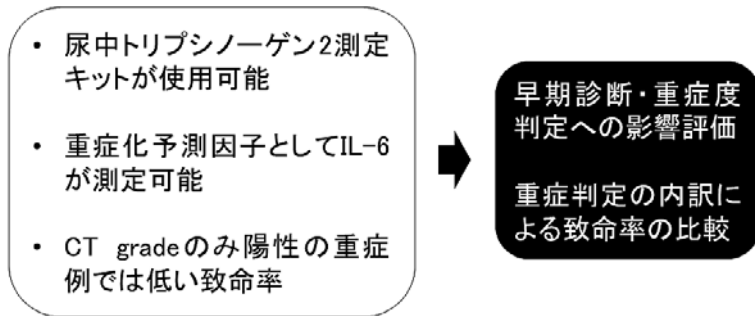 • 尿中トリプシノーゲン2測定
キットが使用可能
• 重症化予測因子としてIL-6
が測定可能
• CT gradeのみ陽性の重症
例では低い致命率
早期診断・重症度
判定への影響評価
重症判定の内訳に
よる致命率の比較